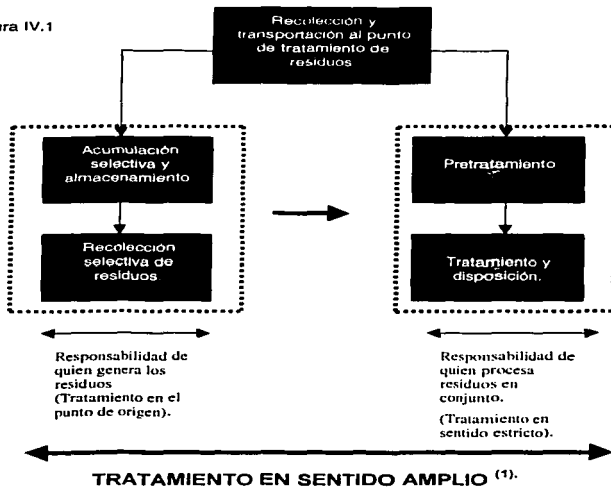 ura IV.1
Recolección y
transportación al punto
de tratamiento de
residuos
Acumulación
selectiva y
almacenamiento
Pretratamiento
Recolección
selectiva de
residuos.
Tratamiento y
disposición.
Responsabilidad de
quien genera los
residuos
(Tratamiento en el
punto de origen).
Responsabilidad de
quien procesa
residuos en
conjunto.
(Tratamiento en
sentido estricto).
TRATAMIENTO EN SENTIDO AMPLIO (1).